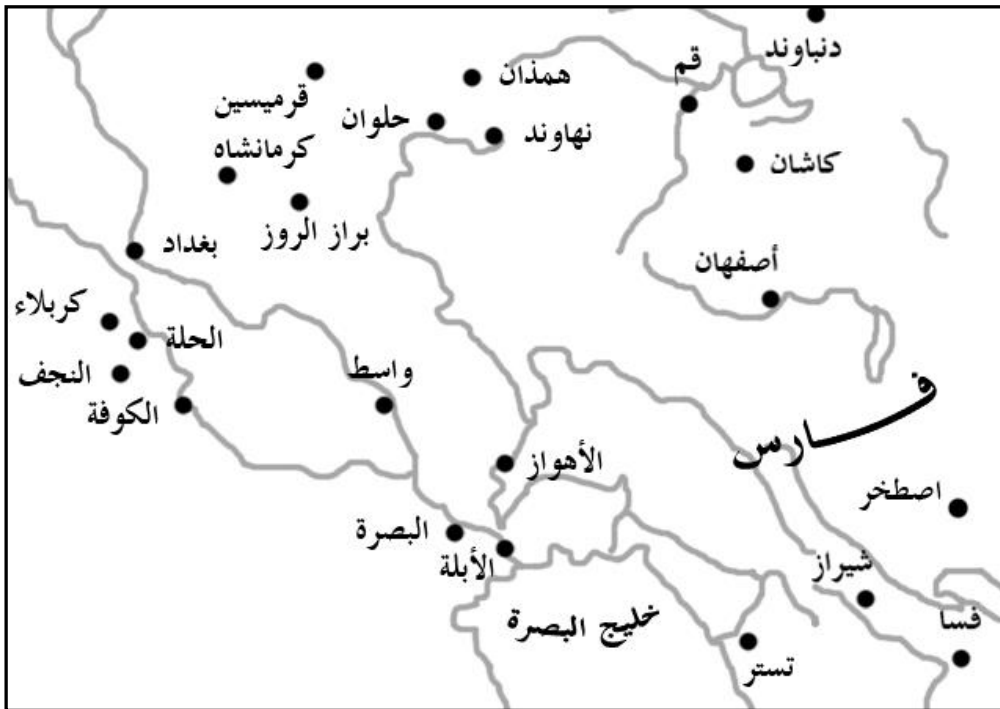 دنباوند
قم
همذان
قرميسين
حلوان
نهاوند
كرمانشاه
كاشان
براز الروز
بغداد
أصفهان
كربلاء
الحلة
النجف
واسط
الكوفة
فارس
الأهواز
اصطخر
البصرة
الأبلة
شيراز
خليج البصرة
فسا
تستر